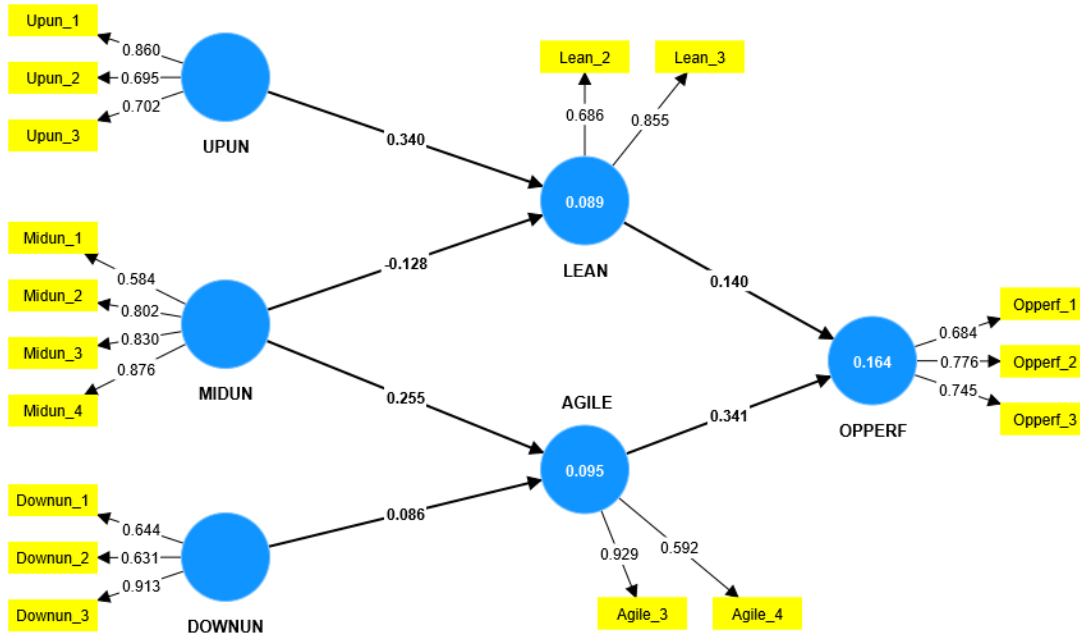 Upun_1
0.860
Upun_2
0.695
0.702
Upun_3
UPUN
0.340
Lean_2
Lean_3
0.686
0.855
0.089
LEAN
Midun_1
0.584
Midun_2
0.802
Midun_3
0.830
0.876
Midun_4
MIDUN
-0.128
0.255
0.140
Opperf_1
0.684
Opperf_2
0.776
0.745
Opperf_3
0.164
OPPERF
AGILE
0.341
0.095
Downun_1
0.644
Downun_2
0.631
0.913
Downun_3
DOWNUN
0.086
0.929
0.592
Agile_3
Agile_4